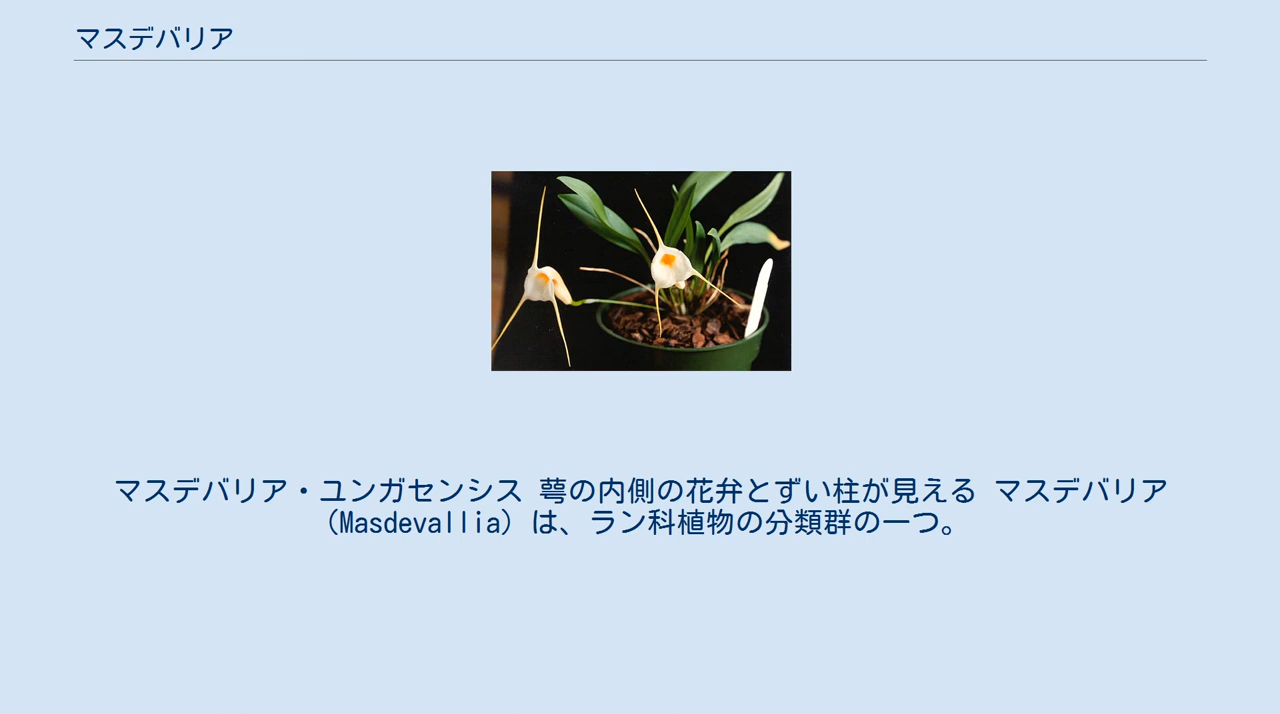 マスデバリア
マスデバリア・ユンガセンシス 萼の内側の花弁とずい柱が見える マスデバリア
（Masdevallia）は、ラン科植物の分類群の一つ。